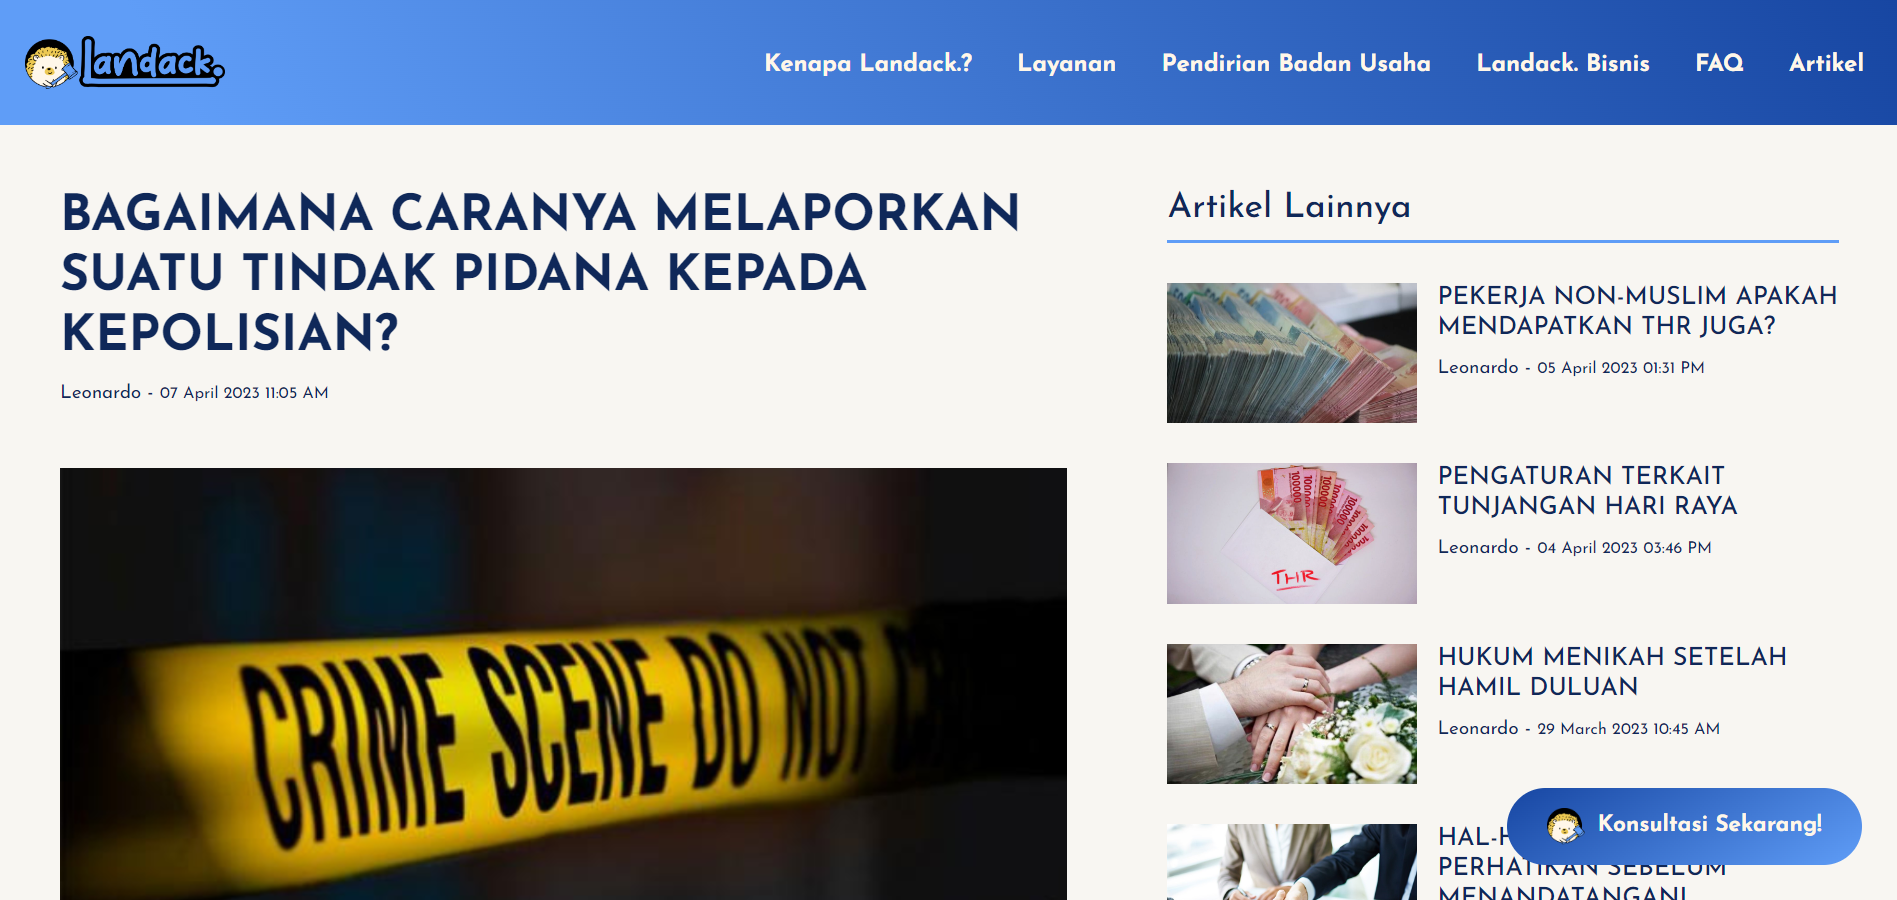 Landack.
Kenapa Landack.?
Layanan
Pendirian Badan Usaha
Landack. Bisnis
FAQ
Artikel
BAGAIMANA CARANYA MELAPORKAN
SUATU TINDAK PIDANA KEPADA
KEPOLISIAN?
Leonardo - 07 April 2023 11:05 AM
CRIME SCENE DO NOT
Artikel Lainnya
PEKERJA NON-MUSLIM APAKAH
MENDAPATKAN THR JUGA?
Leonardo - 05 April 2023 01:31 PM
100000
100000
100000
100000
THR
PENGATURAN TERKAIT
TUNJANGAN HARI RAYA
Leonardo - 04 April 2023 03:46 PM
HUKUM MENIKAH SETELAH
HAMIL DULUAN
Leonardo - 29 March 2023 10:45 AM
PERHATIKAN SEBELUM
MENANDATANGANI
Konsultasi Sekarang!